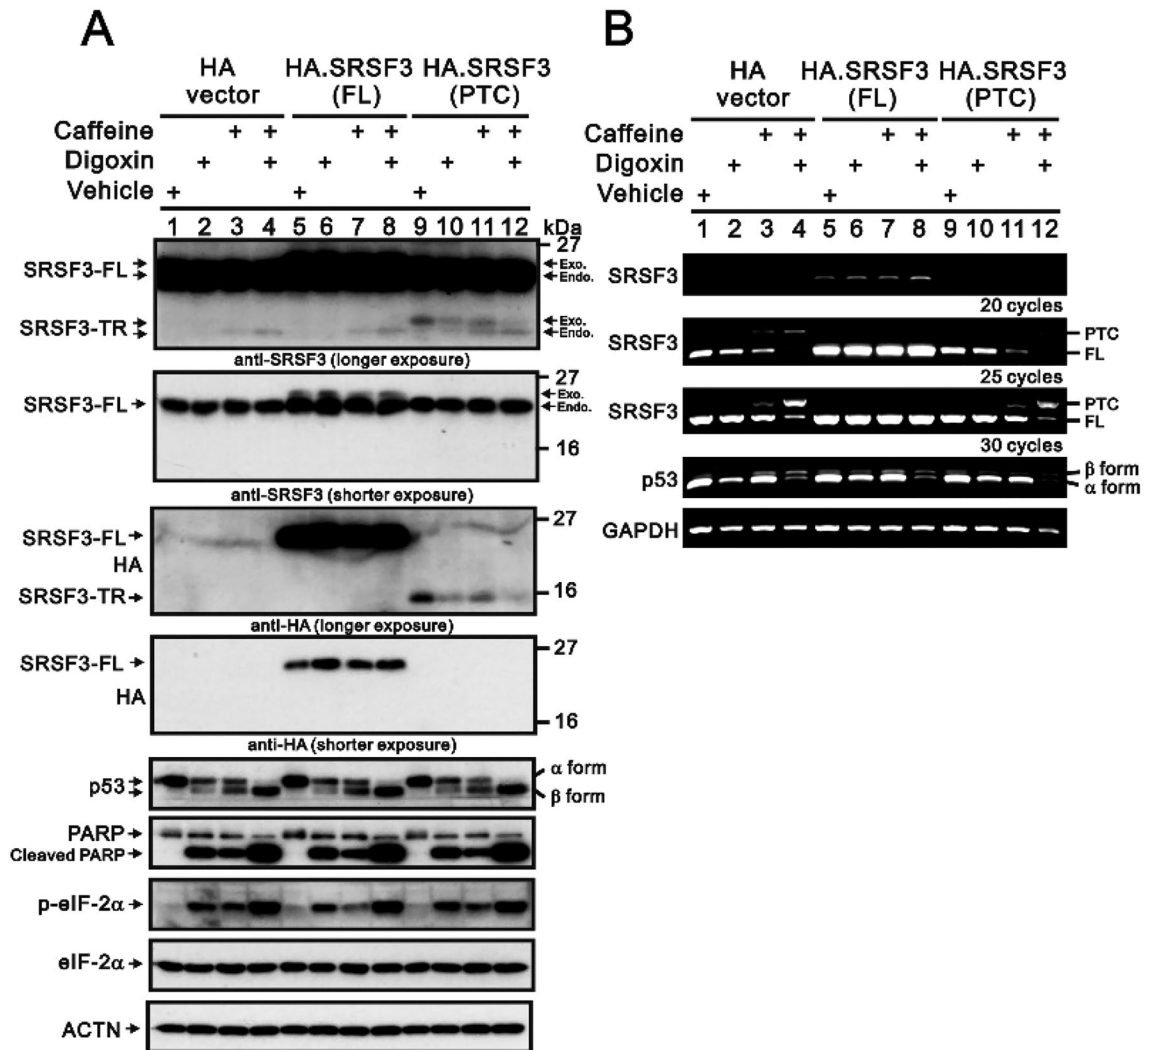 A
HA vector HA.SRSF3 (FL) HA.SRSF3 (PTC)
Caffeine + + + + + +
Digoxin + + + + + +
Vehicle + + +
1 2 3 4 5 6 7 8 9 10 11 12 kDa
27
SRSF3-FL Exo.
Endo.
SRSF3-TR Exo.
Endo.
anti-SRSF3 (longer exposure)
27
SRSF3-FL Exo.
Endo.
16
anti-SRSF3 (shorter exposure)
27
SRSF3-FL
HA
SRSF3-TR 16
anti-HA (longer exposure)
27
SRSF3-FL
HA
16
anti-HA (shorter exposure)
p53 α form
β form
PARP
Cleaved PARP
p-eIF-2α
eIF-2α
ACTN
B
HA vector HA.SRSF3 (FL) HA.SRSF3 (PTC)
Caffeine + + + + + +
Digoxin + + + + + +
Vehicle + + +
1 2 3 4 5 6 7 8 9 10 11 12
SRSF3
20 cycles
SRSF3 PTC
FL
25 cycles
SRSF3 PTC
FL
30 cycles
p53 β form
α form
GAPDH